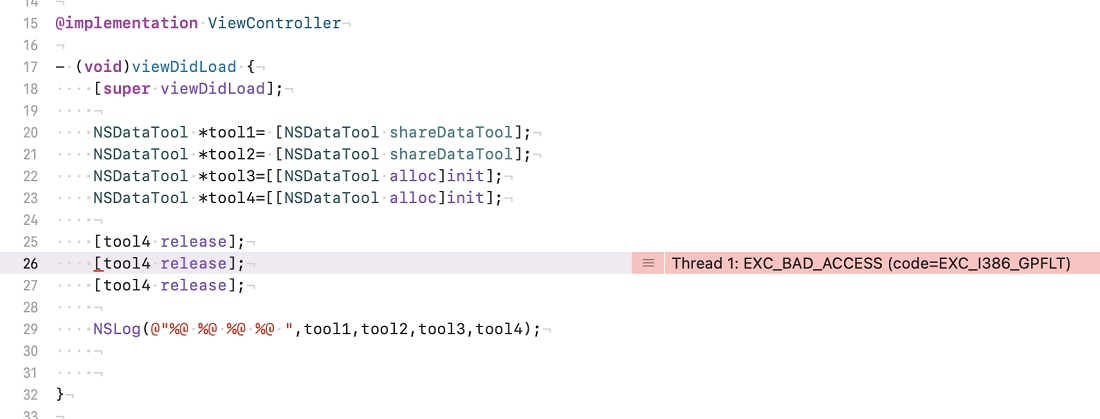 14
15 @implementation ViewController
16
17 - (void)viewDidLoad {
18 [super viewDidLoad];
19
20 NSDataTool *tool1= [NSDataTool shareDataTool];
21 NSDataTool *tool2= [NSDataTool shareDataTool];
22 NSDataTool *tool3=[[NSDataTool alloc]init];
23 NSDataTool *tool4=[[NSDataTool alloc]init];
24
25 [tool4 release];
26 [tool4 release]; Thread 1: EXC_BAD_ACCESS (code=EXC_I386_GPFLT)
27 [tool4 release];
28
29 NSLog(@"%@ %@ %@ %@ ",tool1,tool2,tool3,tool4);
30
31
32 }
33